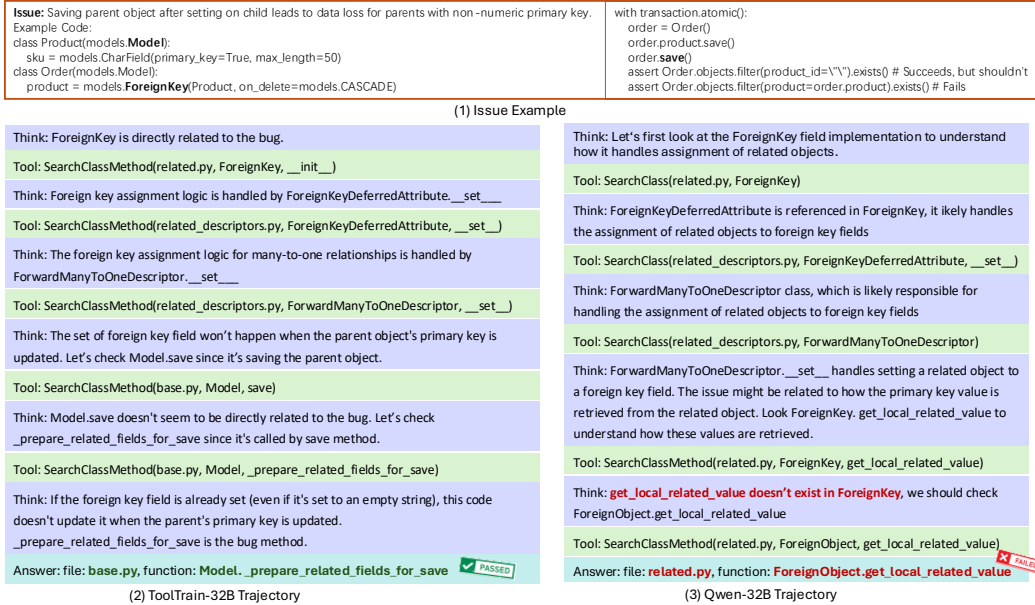 Issue: Saving parent object after setting on child leads to data loss for parents with non-numeric primary key.
Example Code:
class Product(models.Model):
sku = models.CharField(primary_key=True, max_length=50)
class Order(models.Model):
product = models.ForeignKey(Product, on_delete=models.CASCADE)
with transaction.atomic():
order = Order()
order.product.save()
order.save()
assert Order.objects.filter(product_id=\"\").exists() # Succeeds, but shouldn't
assert Order.objects.filter(product=order.product).exists() # Fails
(1) Issue Example
Think: ForeignKey is directly related to the bug.
Tool: SearchClassMethod(related.py, ForeignKey, __init__)
Think: Foreign key assignment logic is handled by ForeignKeyDeferredAttribute.__set___
Tool: SearchClassMethod(related_descriptors.py, ForeignKeyDeferredAttribute, __set__)
Think: The foreign key assignment logic for many-to-one relationships is handled by
ForwardManyToOneDescriptor.__set___
Tool: SearchClassMethod(related_descriptors.py, ForwardManyToOneDescriptor, __set__)
Think: The set of foreign key field won't happen when the parent object's primary key is
updated. Let's check Model.save since it's saving the parent object.
Tool: SearchClassMethod(base.py, Model, save)
Think: Model.save doesn't seem to be directly related to the bug. Let's check
_prepare_related_fields_for_save since it's called by save method.
Tool: SearchClassMethod(base.py, Model, _prepare_related_fields_for_save)
Think: If the foreign key field is already set (even if it's set to an empty string), this code
doesn't update it when the parent's primary key is updated.
_prepare_related_fields_for_save is the bug method.
Answer: file: base.py, function: Model. _prepare_related_fields_for_save
PASSED
(2) ToolTrain-32B Trajectory
Think: Let's first look at the ForeignKey field implementation to understand
how it handles assignment of related objects.
Tool: SearchClass(related.py, ForeignKey)
Think: ForeignKeyDeferredAttribute is referenced in ForeignKey, it ikely handles
the assignment of related objects to foreign key fields
Tool: SearchClass(related_descriptors.py, ForeignKeyDeferredAttribute, __set__)
Think: ForwardManyToOneDescriptor class, which is likely responsible for
handling the assignment of related objects to foreign key fields
Tool: SearchClass(related_descriptors.py, ForwardManyToOneDescriptor)
Think: ForwardManyToOneDescriptor.__set__ handles setting a related object to
a foreign key field. The issue might be related to how the primary key value is
retrieved from the related object. Look ForeignKey. get_local_related_value to
understand how these values are retrieved.
Tool: SearchClassMethod(related.py, ForeignKey, get_local_related_value)
Think: get_local_related_value doesn't exist in ForeignKey, we should check
ForeignObject.get_local_related_value
Tool: SearchClassMethod(related.py, ForeignObject, get_local_related_value)
FAILED
Answer: file: related.py, function: ForeignObject.get_local_related_value
(3) Qwen-32B Trajectory